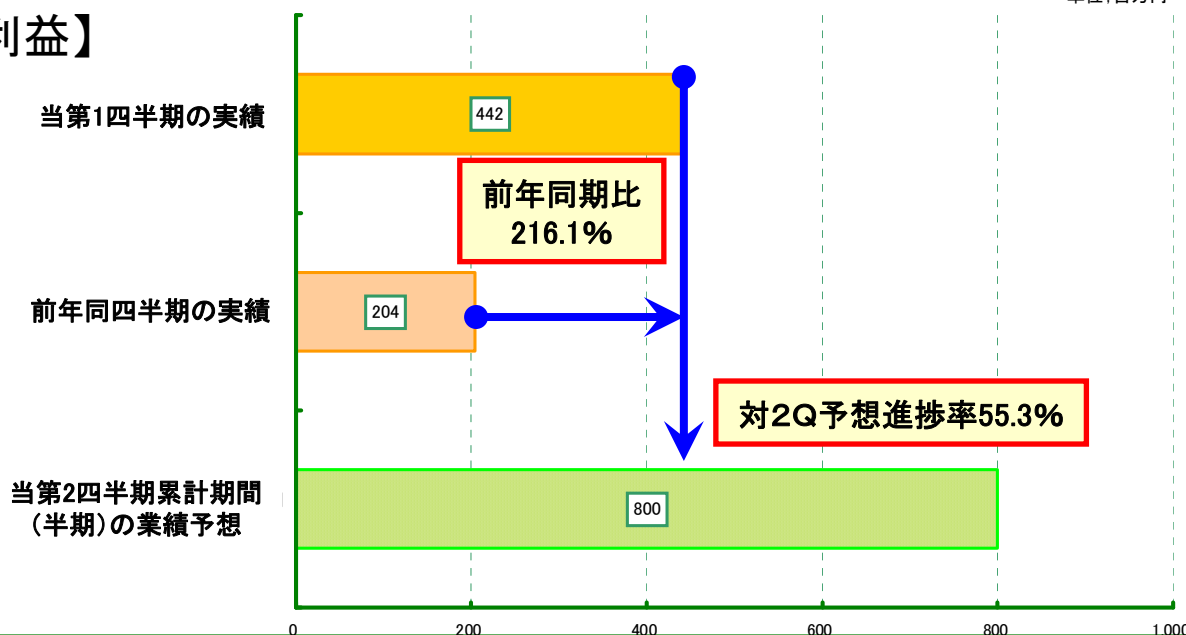 利益】
当第1四半期の実績
442
前年同期比
216.1%
前年同四半期の実績
204
対2Q予想進捗率55.3%
当第2四半期累計期間
(半期)の業績予想
800
0 200 400 600 800 1,000